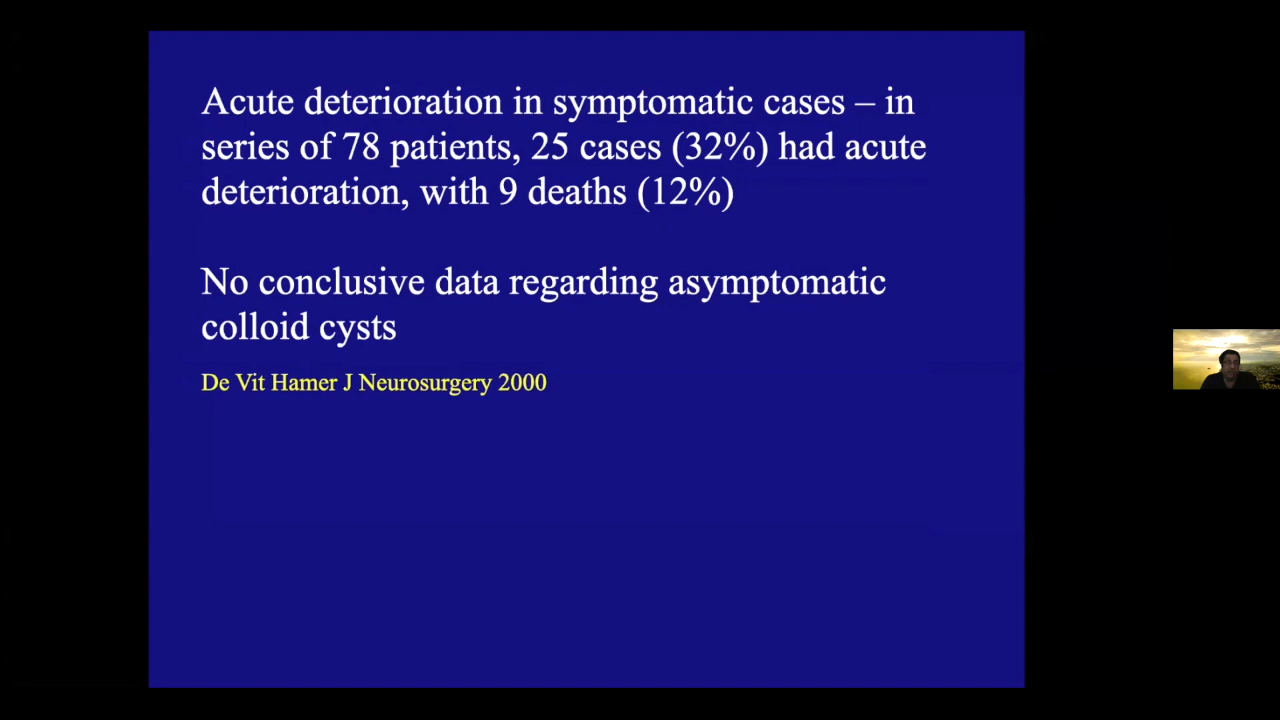 Acute deterioration in symptomatic cases – in
series of 78 patients, 25 cases (32%) had acute
deterioration, with 9 deaths (12%)
No conclusive data regarding asymptomatic
colloid cysts
De Vit Hamer J Neurosurgery 2000